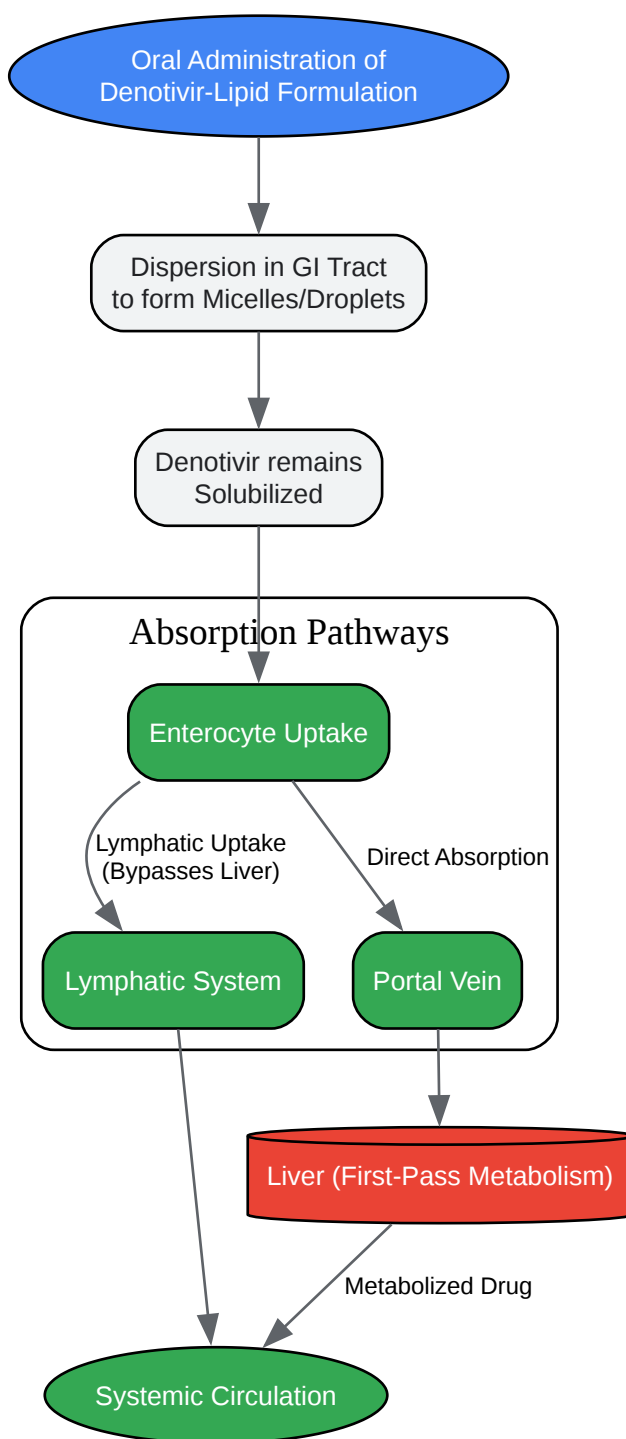 Oral Administration of
Denotivir-Lipid Formulation
Dispersion in GI Tract
to form Micelles/Droplets
Denotivir remains
Solubilized
Absorption Pathways
Enterocyte Uptake
Lymphatic Uptake
(Bypasses Liver)
Direct Absorption
Lymphatic System
Portal Vein
Liver (First-Pass Metabolism)
Metabolized Drug
Systemic Circulation